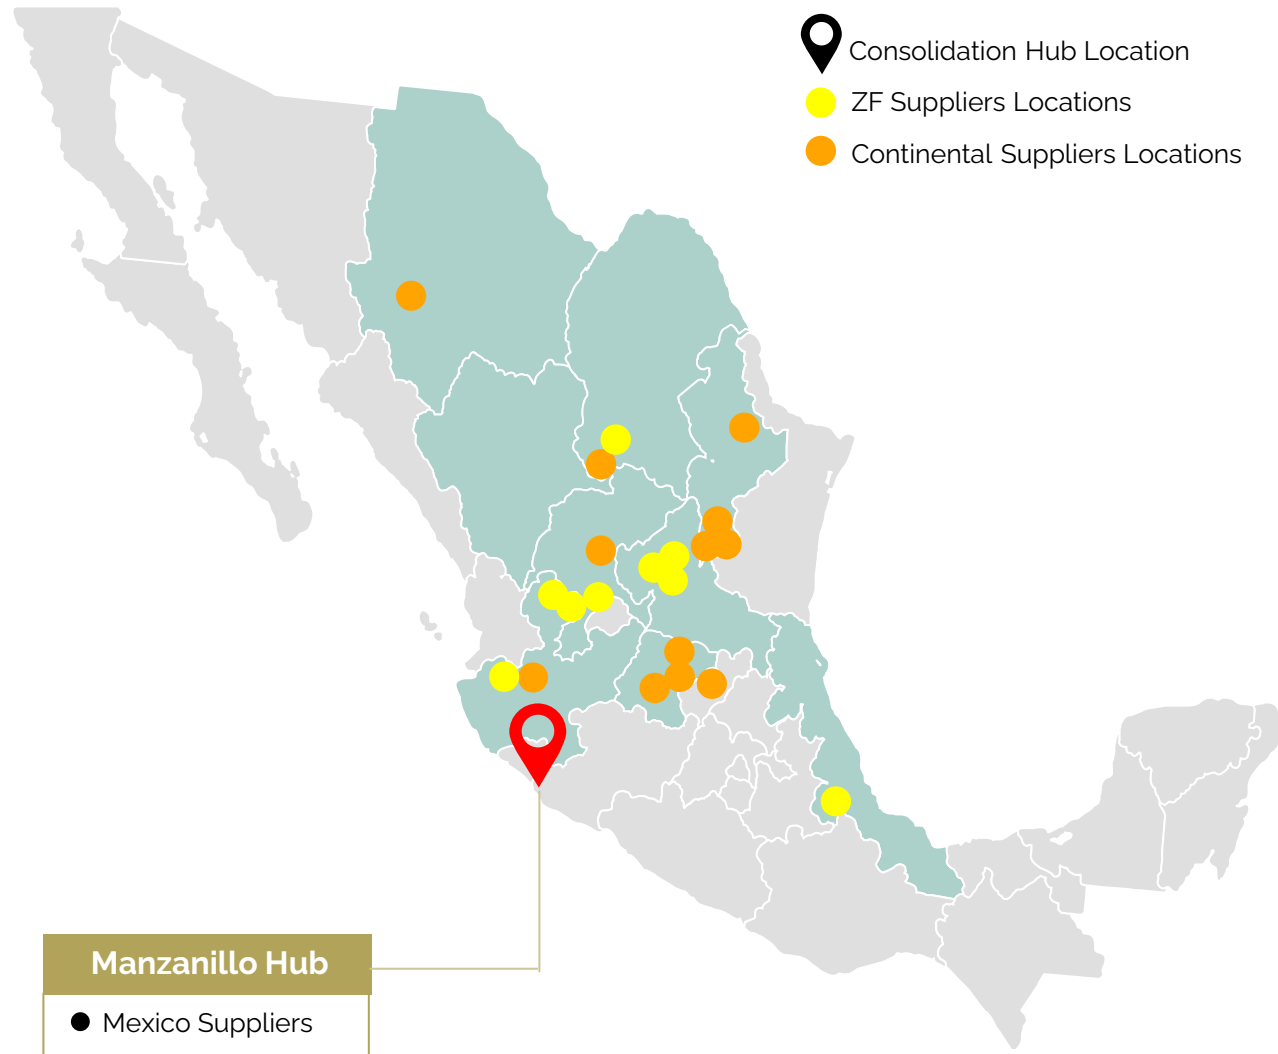 Consolidation Hub Location
ZF Suppliers Locations
Continental Suppliers Locations
Manzanillo Hub
Mexico Suppliers